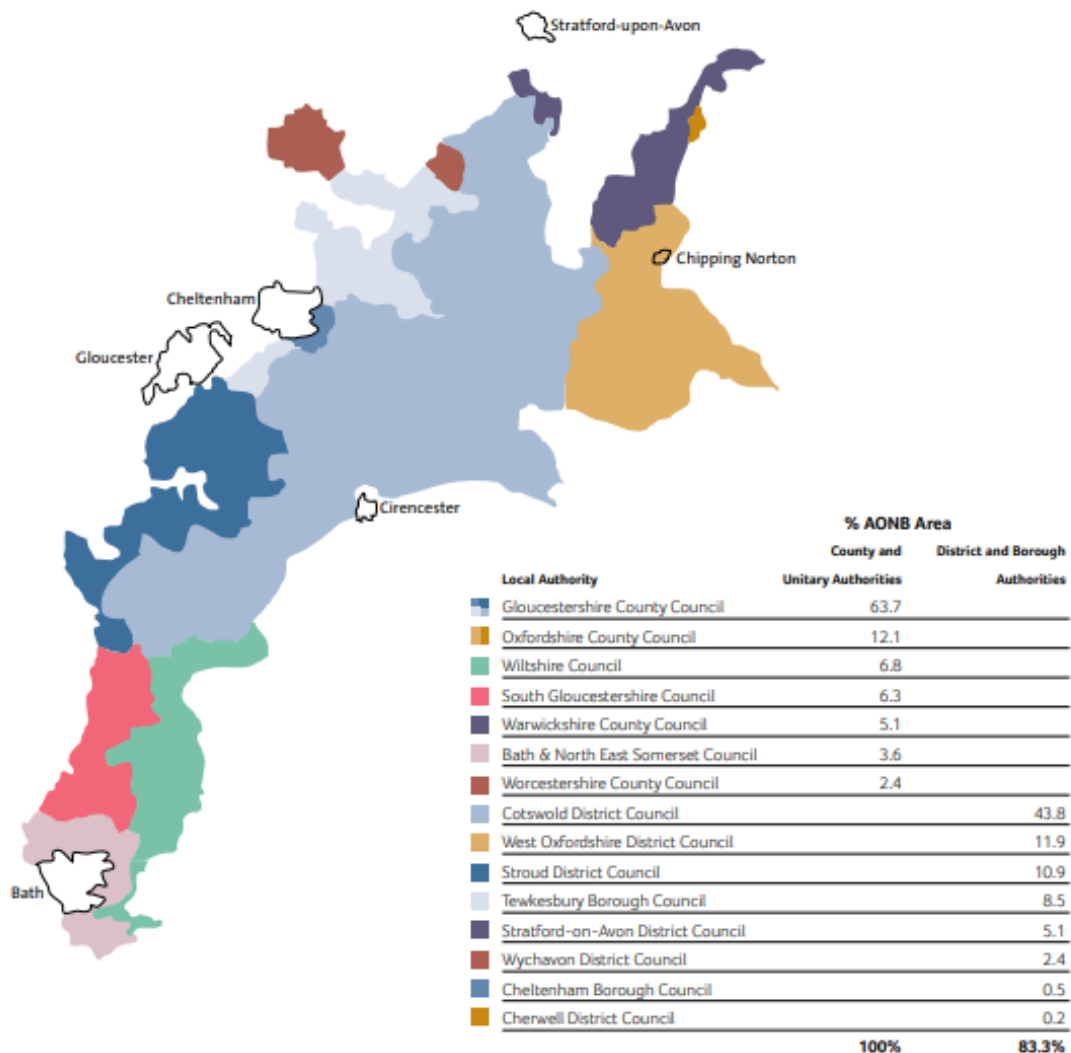 Stratford-upon-Avon
Chipping Norton
Cheltenham
Gloucester
Cirencester
Bath
% AONB Area
County and District and Borough
Local Authority Unitary Authorities Authorities
Gloucestershire County Council 63.7
Oxfordshire County Council 12.1
Wiltshire Council 6.8
South Gloucestershire Council 6.3
Warwickshire County Council 5.1
Bath & North East Somerset Council 3.6
Worcestershire County Council 2.4
Cotswold District Council 43.8
West Oxfordshire District Council 11.9
Stroud District Council 10.9
Tewkesbury Borough Council 8.5
Stratford-on-Avon District Council 5.1
Wychavon District Council 2.4
Cheltenham Borough Council 0.5
Cherwell District Council 0.2
100% 83.3%